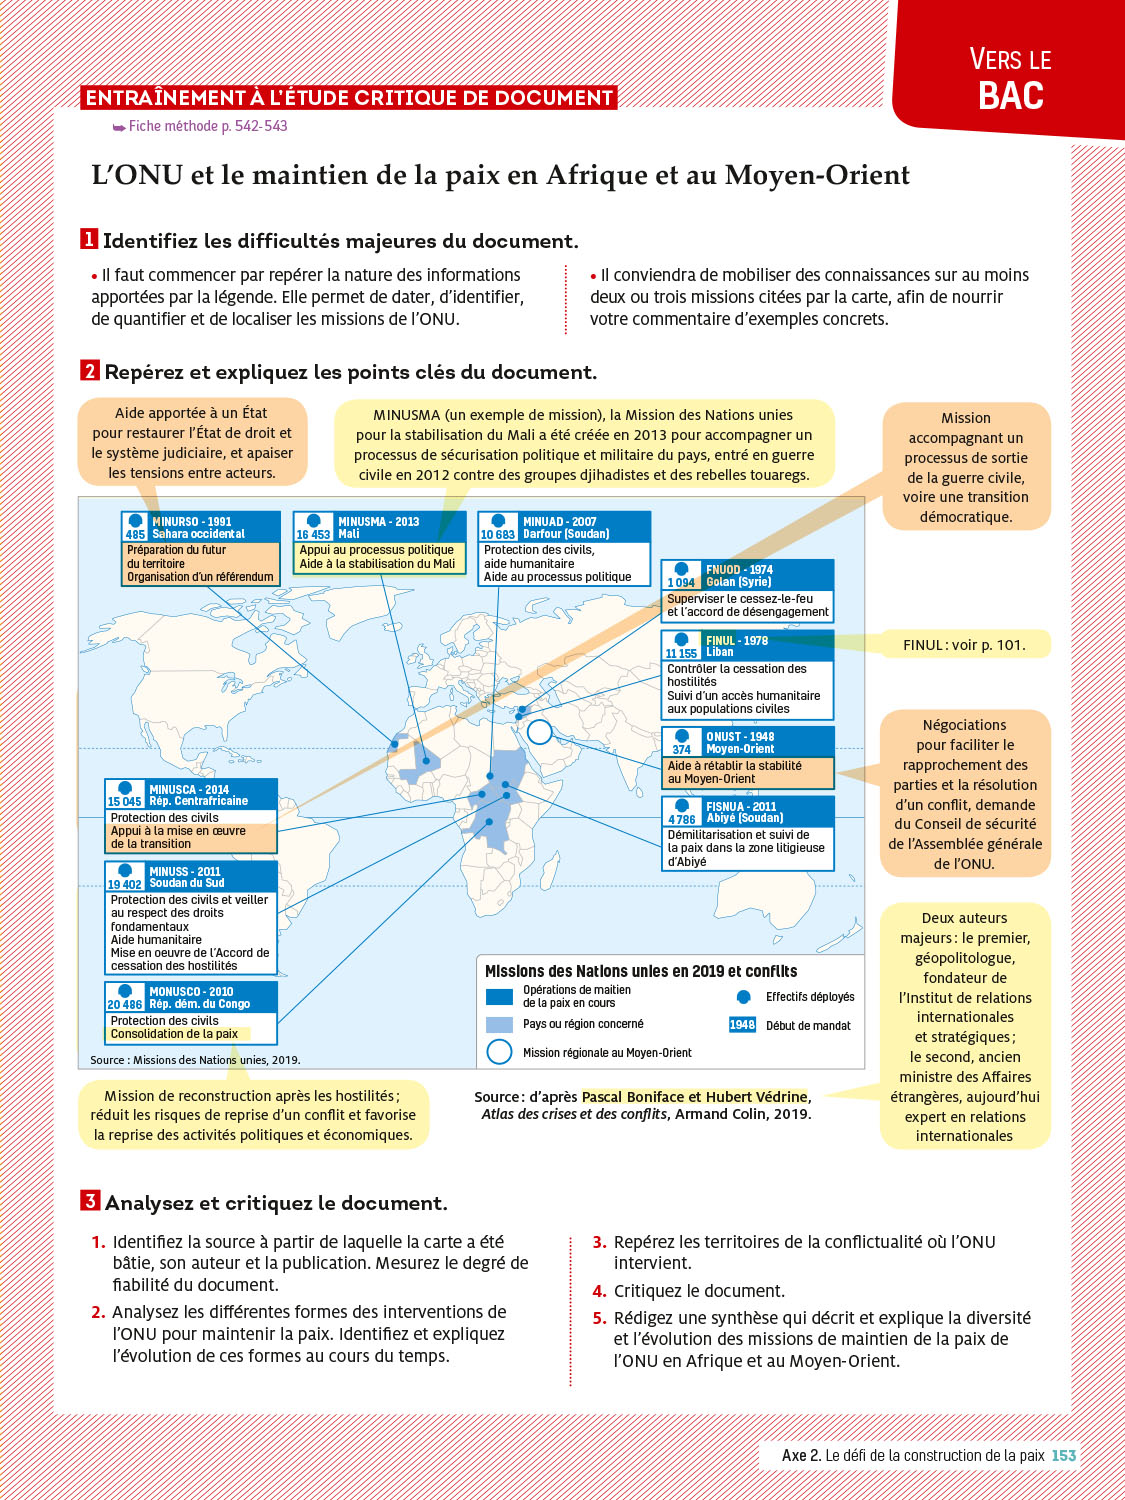 VERS LE
BAC
ENTRAÎNEMENT À L'ÉTUDE CRITIQUE DE DOCUMENT
➥ Fiche méthode p. 542-543
L'ONU et le maintien de la paix en Afrique et au Moyen-Orient
1 Identifiez les difficultés majeures du document.
• Il faut commencer par repérer la nature des informations
apportées par la légende. Elle permet de dater, d'identifier,
de quantifier et de localiser les missions de l'ONU.
• Il conviendra de mobiliser des connaissances sur au moins
deux ou trois missions citées par la carte, afin de nourrir
votre commentaire d'exemples concrets.
2 Repérez et expliquez les points clés du document.
Aide apportée à un État
pour restaurer l'État de droit et
le système judiciaire, et apaiser
les tensions entre acteurs.
MINUSMA (un exemple de mission), la Mission des Nations unies
pour la stabilisation du Mali a été créée en 2013 pour accompagner un
processus de sécurisation politique et militaire du pays, entré en guerre
civile en 2012 contre des groupes djihadistes et des rebelles touaregs.
Mission
accompagnant un
processus de sortie
de la guerre civile,
voire une transition
démocratique.
485
MINURSO - 1991
Sahara occidental
Préparation du futur
du territoire
Organisation d'un référendum
16 453
MINUSMA - 2013
Mali
Appui au processus politique
Aide à la stabilisation du Mali
10 683
MINUAD - 2007
Darfour (Soudan)
Protection des civils,
aide humanitaire
Aide au processus politique
1 094
FNUOD - 1974
Golan (Syrie)
Superviser le cessez-le-feu
et l'accord de désengagement
11 155
FINUL - 1978
Liban
Contrôler la cessation des
hostilités
Suivi d'un accès humanitaire
aux populations civiles
FINUL : voir p. 101.
374
ONUST - 1948
Moyen-Orient
Aide à rétablir la stabilité
au Moyen-Orient
Négociations
pour faciliter le
rapprochement des
parties et la résolution
d'un conflit, demande
du Conseil de sécurité
de l'Assemblée générale
de l'ONU.
4 786
FISNUA - 2011
Abiyé (Soudan)
Démilitarisation et suivi de
la paix dans la zone litigieuse
d'Abiyé
15 045
MINUSCA - 2014
Rép. Centrafricaine
Protection des civils
Appui à la mise en œuvre
de la transition
19 402
MINUSS - 2011
Soudan du Sud
Protection des civils et veiller
au respect des droits
fondamentaux
Aide humanitaire
Mise en oeuvre de l'Accord de
cessation des hostilités
20 486
MONUSCO - 2010
Rép. dém. du Congo
Protection des civils
Consolidation de la paix
Source : Missions des Nations unies, 2019.
Missions des Nations unies en 2019 et conflits
Opérations de maitien
de la paix en cours
Pays ou région concerné
Mission régionale au Moyen-Orient
Effectifs déployés
1948 Début de mandat
Deux auteurs
majeurs : le premier,
géopolitologue,
fondateur de
l'Institut de relations
internationales
et stratégiques ;
le second, ancien
ministre des Affaires
étrangères, aujourd'hui
expert en relations
internationales
Mission de reconstruction après les hostilités ;
réduit les risques de reprise d'un conflit et favorise
la reprise des activités politiques et économiques.
Source : d'après Pascal Boniface et Hubert Védrine,
Atlas des crises et des conflits, Armand Colin, 2019.
3 Analysez et critiquez le document.
1. Identifiez la source à partir de laquelle la carte a été
bâtie, son auteur et la publication. Mesurez le degré de
fiabilité du document.
2. Analysez les différentes formes des interventions de
l'ONU pour maintenir la paix. Identifiez et expliquez
l'évolution de ces formes au cours du temps.
3. Repérez les territoires de la conflictualité où l'ONU
intervient.
4. Critiquez le document.
5. Rédigez une synthèse qui décrit et explique la diversité
et l'évolution des missions de maintien de la paix de
l'ONU en Afrique et au Moyen-Orient.
Axe 2. Le défi de la construction de la paix 153